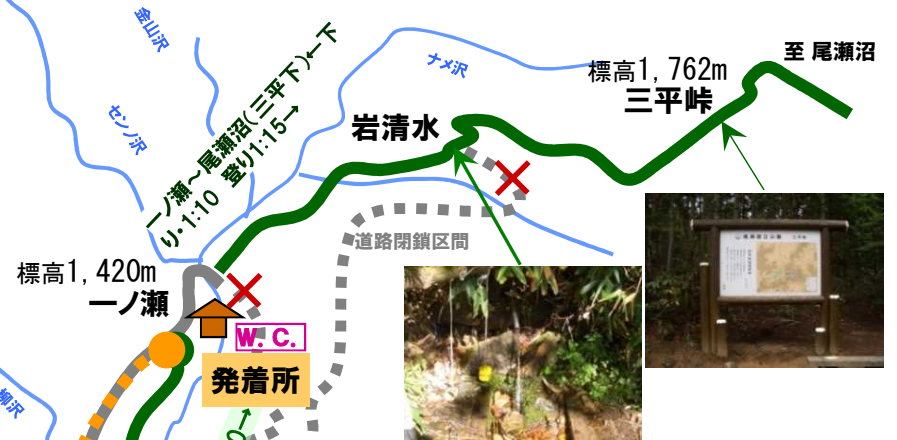 金山沢
センノ沢
一ノ瀬～尾瀬沼(三平下)←下
り・1:10 登り1:15→
ナメ沢
標高1, 762m
三平峠
至 尾瀬沼
岩清水
道路閉鎖区間
標高1, 420m
一ノ瀬
W. C.
発着所
柳沢